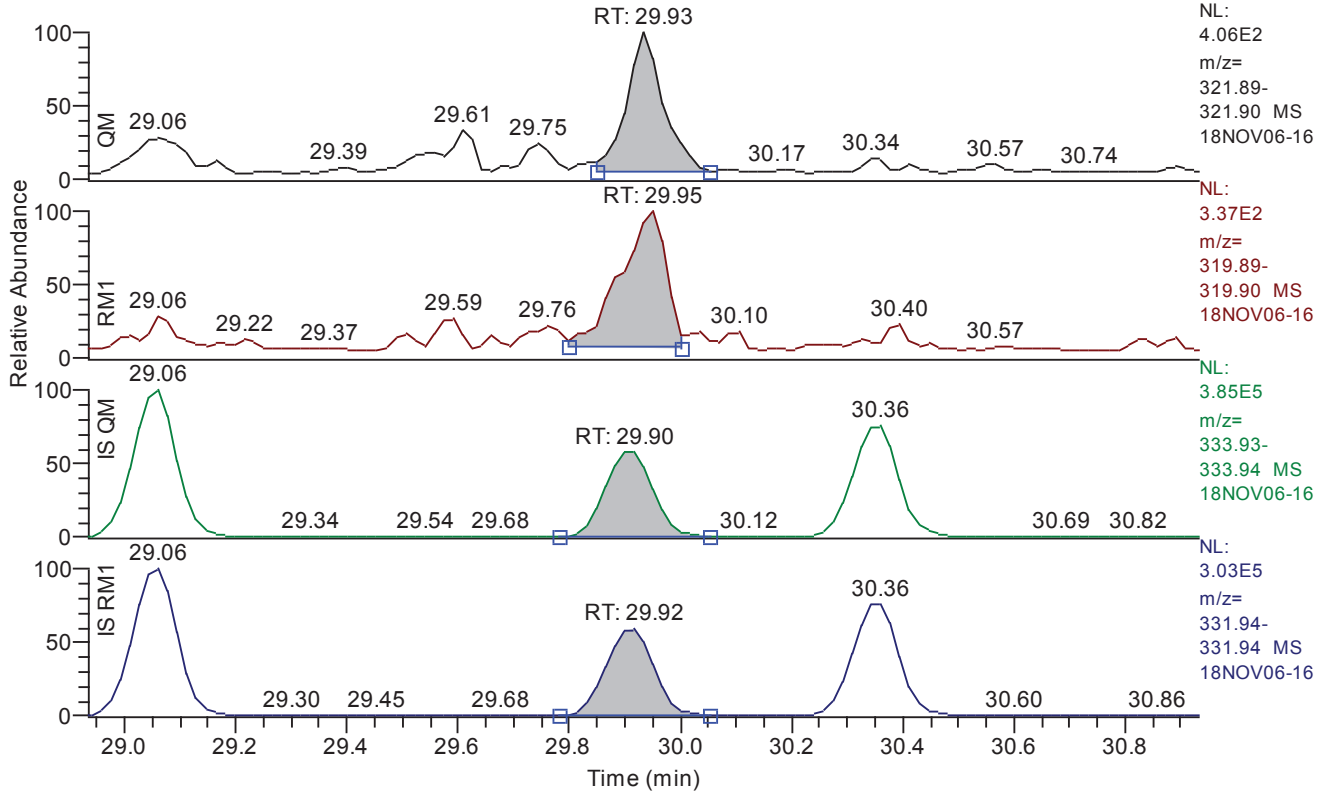 Relative Abundance
QM
RT: 29.93
29.06
29.39
29.61
29.75
30.17
30.34
30.57
30.74
100
50
0
NL:
4.06E2
m/z=
321.89-
321.90 MS
18NOV06-16
RM1
RT: 29.95
29.06
29.22
29.37
29.59
29.76
30.10
30.40
30.57
100
50
0
NL:
3.37E2
m/z=
319.89-
319.90 MS
18NOV06-16
IS QM
29.06
RT: 29.90
30.36
29.34
29.54
29.68
30.12
30.69
30.82
100
50
0
NL:
3.85E5
m/z=
333.93-
333.94 MS
18NOV06-16
IS RM1
29.06
RT: 29.92
30.36
29.30
29.45
29.68
30.60
30.86
100
50
0
NL:
3.03E5
m/z=
331.94-
331.94 MS
18NOV06-16
29.0 29.2 29.4 29.6 29.8 30.0 30.2 30.4 30.6 30.8
Time (min)